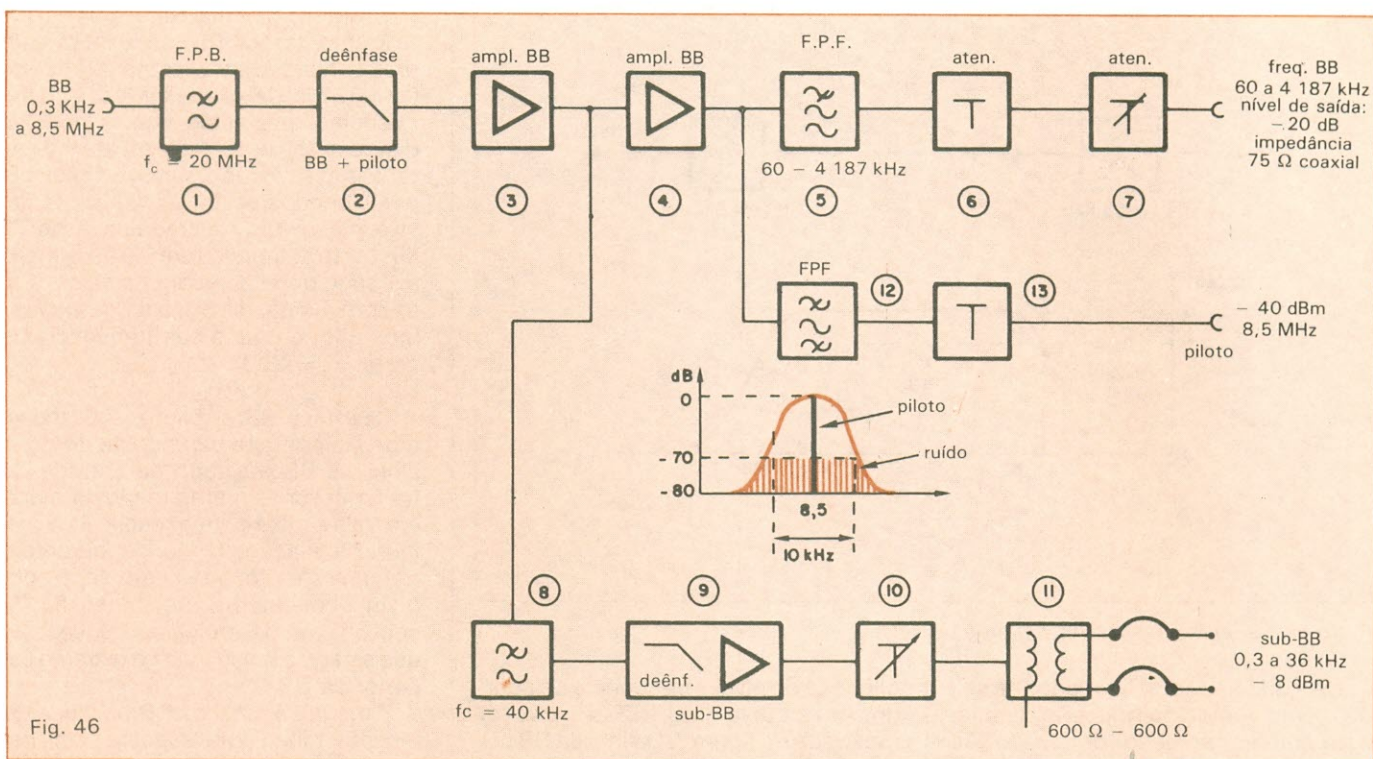 F.P.B.
deênfase
ampl. BB
ampl. BB
F.P.F.
aten.
aten.
BB
0,3 KHz
a 8,5 MHz
freq. BB
60 a 4 187 kHz
nível de saída:
-20 dB
impedância
75 Ω coaxial
fc = 20 MHz
BB + piloto
60 - 4 187 kHz
1
2
3
4
5
6
7
FPF
12
13
- 40 dBm
8,5 MHz
piloto
dB
0
piloto
- 70
ruído
- 80
8,5
10 kHz
8
9
10
11
deênf.
fc = 40 kHz
sub-BB
600 Ω - 600 Ω
sub-BB
0,3 a 36 kHz
- 8 dBm
Fig. 46